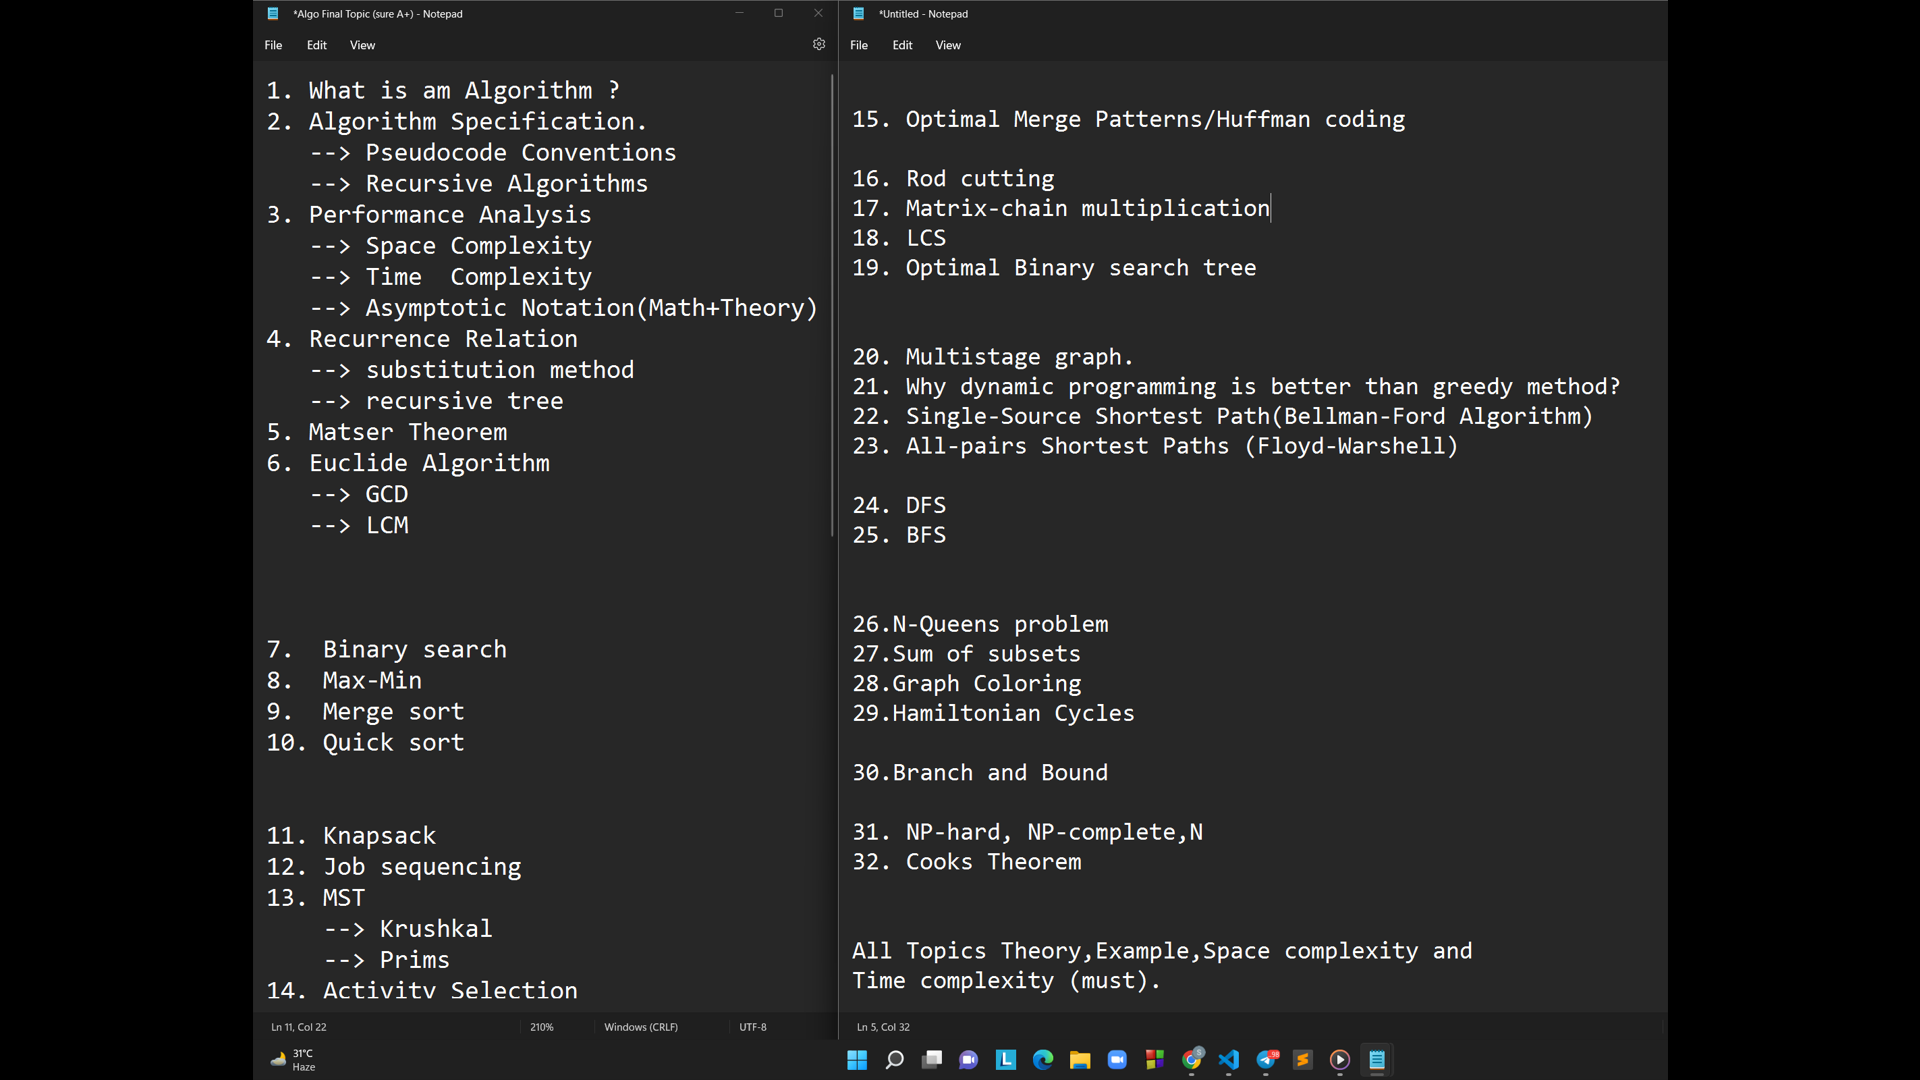 *Algo Final Topic (sure A+) - Notepad
File Edit View
1. What is am Algorithm ?
2. Algorithm Specification.
--> Pseudocode Conventions
--> Recursive Algorithms
3. Performance Analysis
--> Space Complexity
--> Time  Complexity
--> Asymptotic Notation(Math+Theory)
4. Recurrence Relation
--> substitution method
--> recursive tree
5. Matser Theorem
6. Euclide Algorithm
--> GCD
--> LCM
7.  Binary search
8.  Max-Min
9.  Merge sort
10. Quick sort
11. Knapsack
12. Job sequencing
13. MST
--> Krushkal
--> Prims
14. Activity Selection
Ln 11, Col 22 210% Windows (CRLF) UTF-8
*Untitled - Notepad
File Edit View
15. Optimal Merge Patterns/Huffman coding
16. Rod cutting
17. Matrix-chain multiplication
18. LCS
19. Optimal Binary search tree
20. Multistage graph.
21. Why dynamic programming is better than greedy method?
22. Single-Source Shortest Path(Bellman-Ford Algorithm)
23. All-pairs Shortest Paths (Floyd-Warshell)
24. DFS
25. BFS
26.N-Queens problem
27.Sum of subsets
28.Graph Coloring
29.Hamiltonian Cycles
30.Branch and Bound
31. NP-hard, NP-complete,N
32. Cooks Theorem
All Topics Theory,Example,Space complexity and
Time complexity (must).
Ln 5, Col 32
31°C
Haze
L
S
98